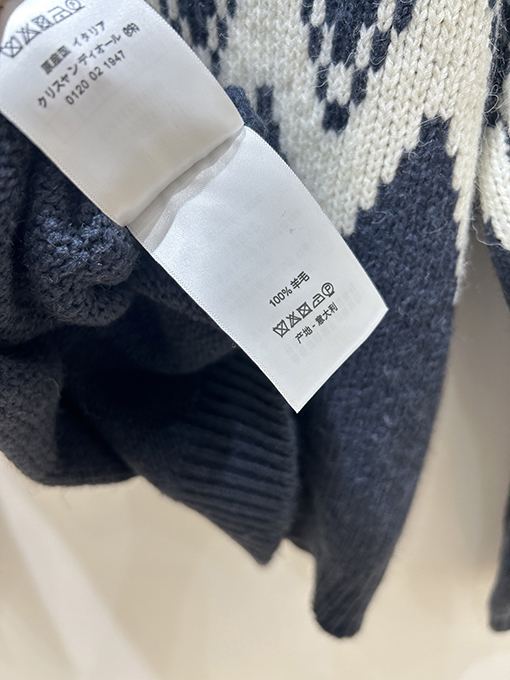 原産国 イタリア
クリスチャンディオール ㈱
0120 02 1947
100% 羊毛
产地 - 意大利